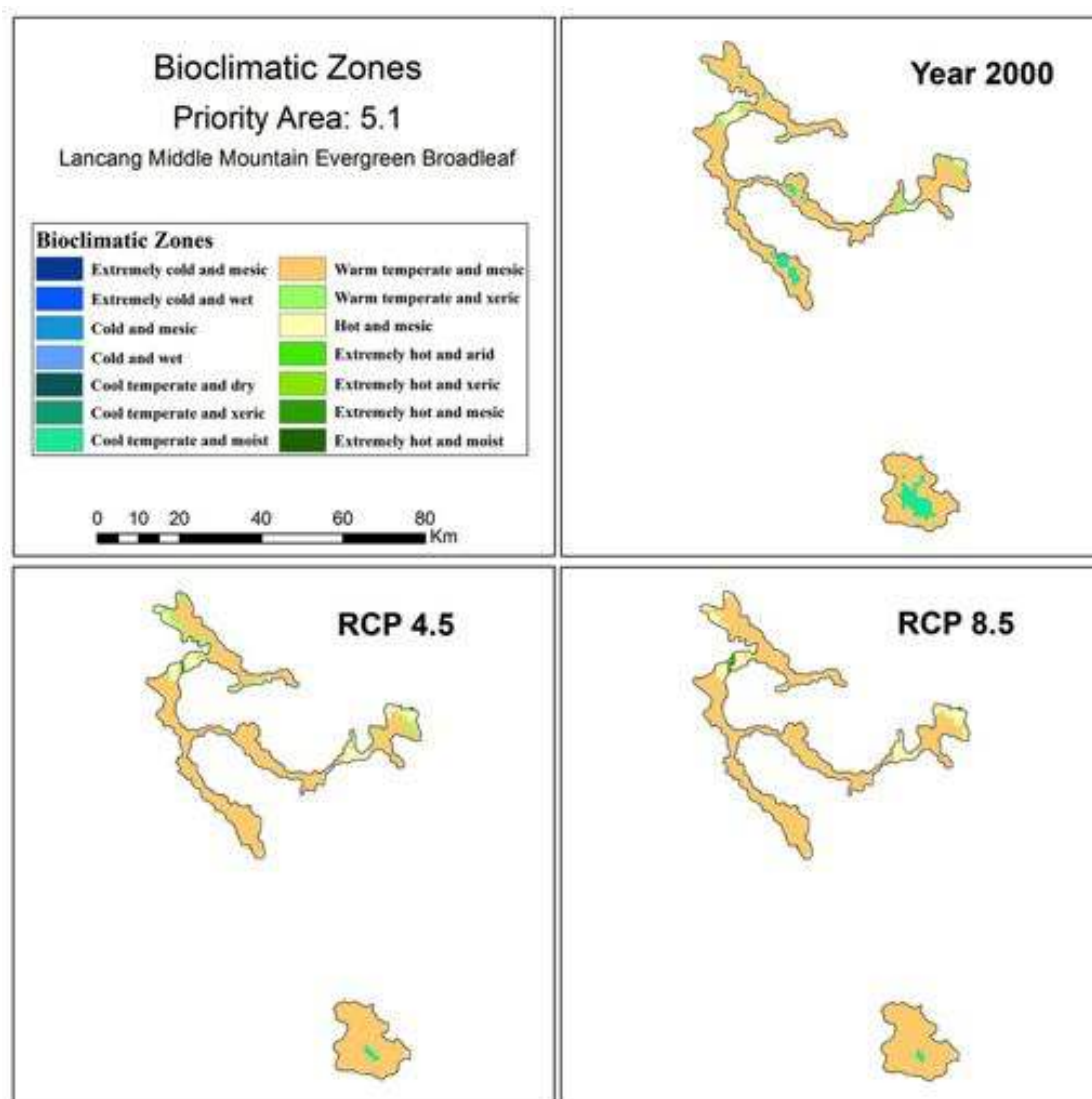 Bioclimatic Zones
Priority Area: 5.1
Lancang Middle Mountain Evergreen Broadleaf
Bioclimatic Zones
Extremely cold and mesic
Extremely cold and wet
Cold and mesic
Cold and wet
Cool temperate and dry
Cool temperate and xeric
Cool temperate and moist
Warm temperate and mesic
Warm temperate and xeric
Hot and mesic
Extremely hot and arid
Extremely hot and xeric
Extremely hot and mesic
Extremely hot and moist
0 10 20 40 60 80
Km
Year 2000
RCP 4.5
RCP 8.5